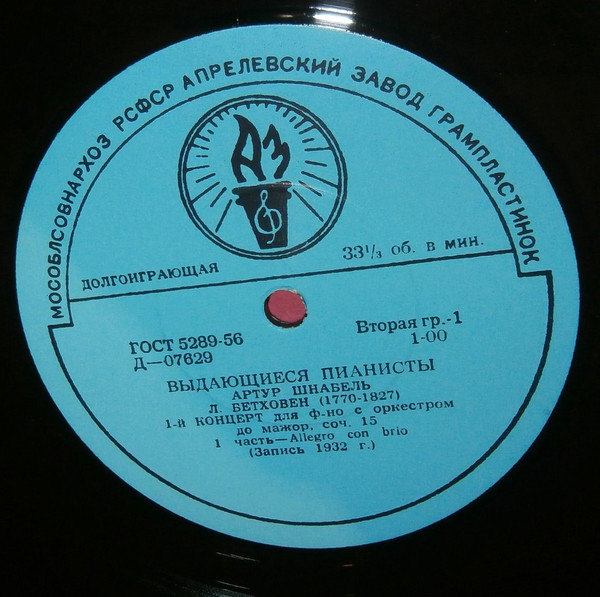 МОСОБЛСОВНАРХОЗ РСФСР АПРЕЛЕВСКИЙ ЗАВОД ГРАМПЛАСТИНОК
АЗ
ДОЛГОИГРАЮЩАЯ
33⅓ об. в мин.
ГОСТ 5289-56
Д—07629
Вторая гр.-1
1-00
ВЫДАЮЩИЕСЯ ПИАНИСТЫ
АРТУР ШНАБЕЛЬ
Л. БЕТХОВЕН (1770-1827)
1-й КОНЦЕРТ для ф-но с оркестром
до мажор, соч. 15
1 часть—Allegro con brio
(Запись 1932 г.)